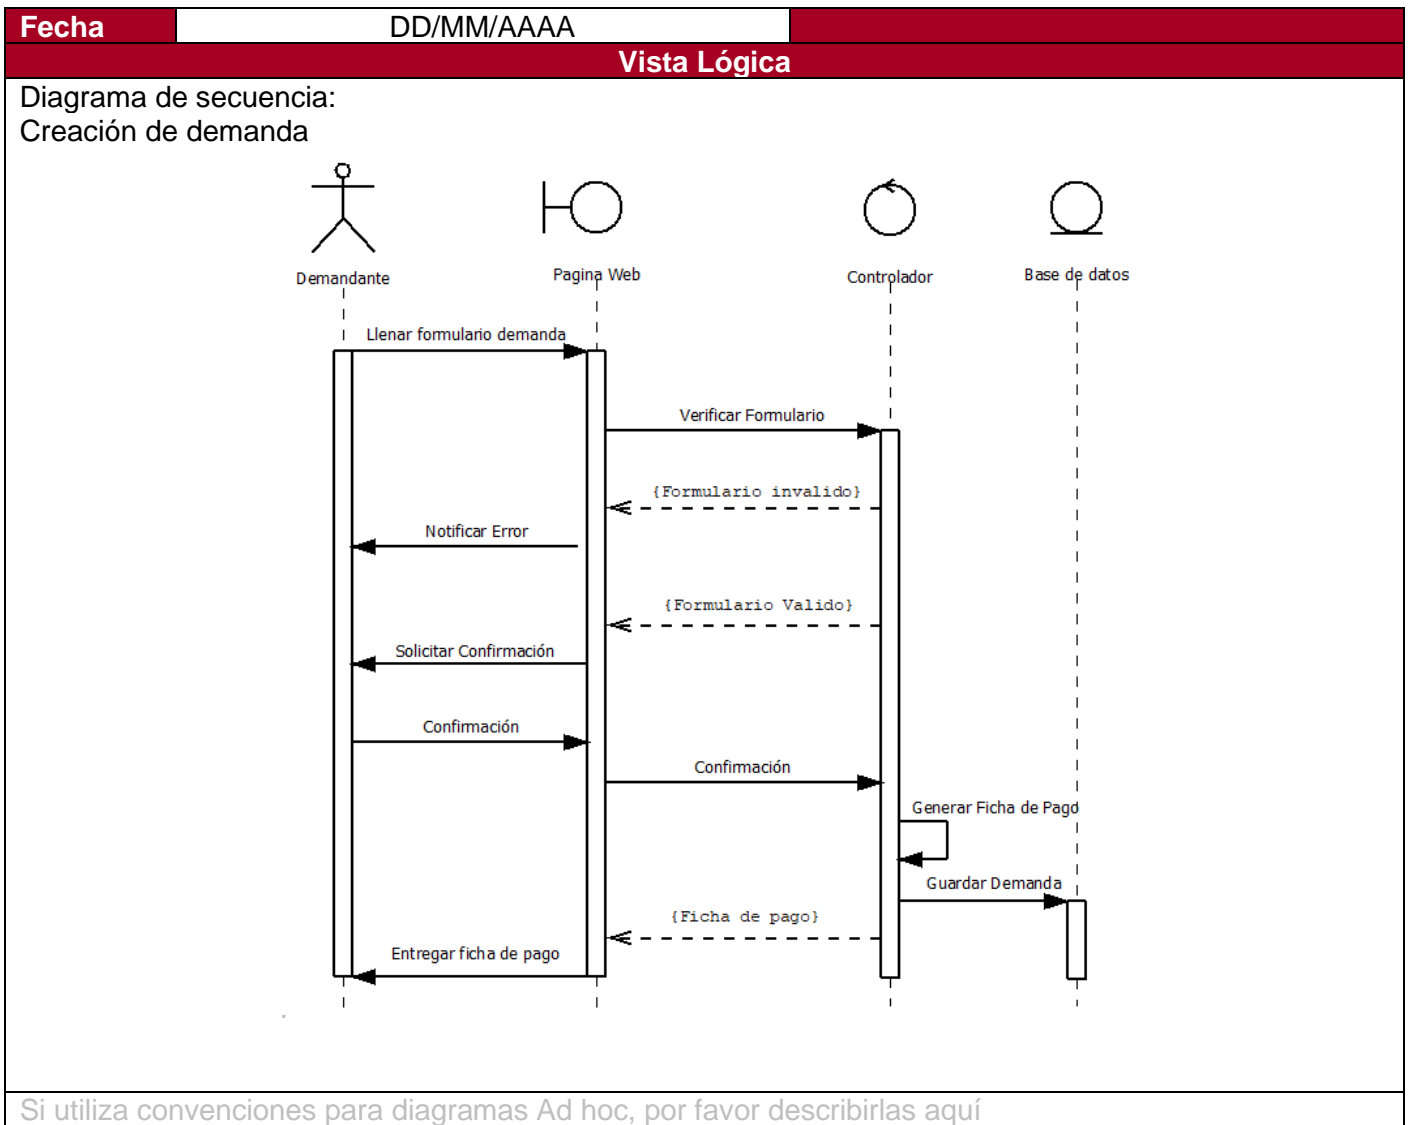 Fecha DD/MM/AAAA
Vista Lógica
Diagrama de secuencia:
Creación de demanda
Demandante Pagina Web Controlador Base de datos
Llenar formulario demanda
Verificar Formulario
{Formulario invalido}
Notificar Error
{Formulario Valido}
Solicitar Confirmación
Confirmación
Confirmación
Generar Ficha de Pago
Guardar Demanda
{Ficha de pago}
Entregar ficha de pago
.
Si utiliza convenciones para diagramas Ad hoc, por favor describirlas aquí